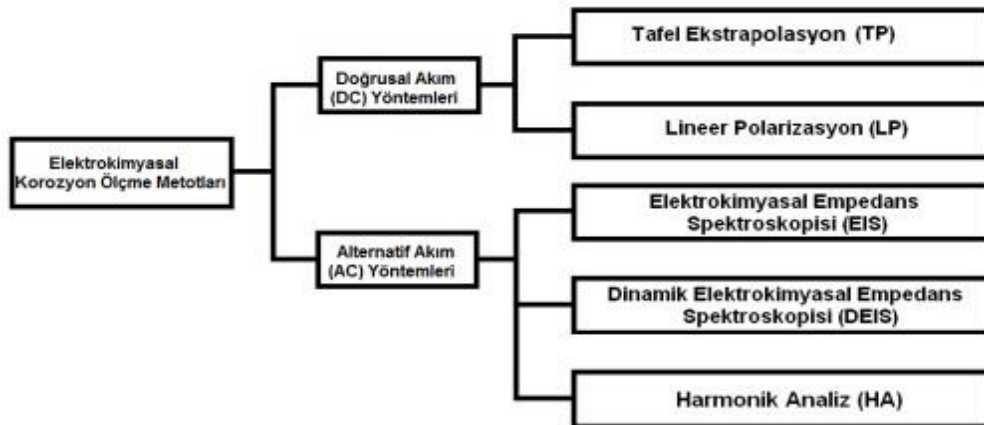 Elektrokimyasal
Korozyon Ölçme Metotları
Doğrusal Akım
(DC) Yöntemleri
Tafel Ekstrapolasyon (TP)
Lineer Polarizasyon (LP)
Alternatif Akım
(AC) Yöntemleri
Elektrokimyasal Empedans
Spektroskopisi (EIS)
Dinamik Elektrokimyasal Empedans
Spektroskopisi (DEIS)
Harmonik Analiz (HA)